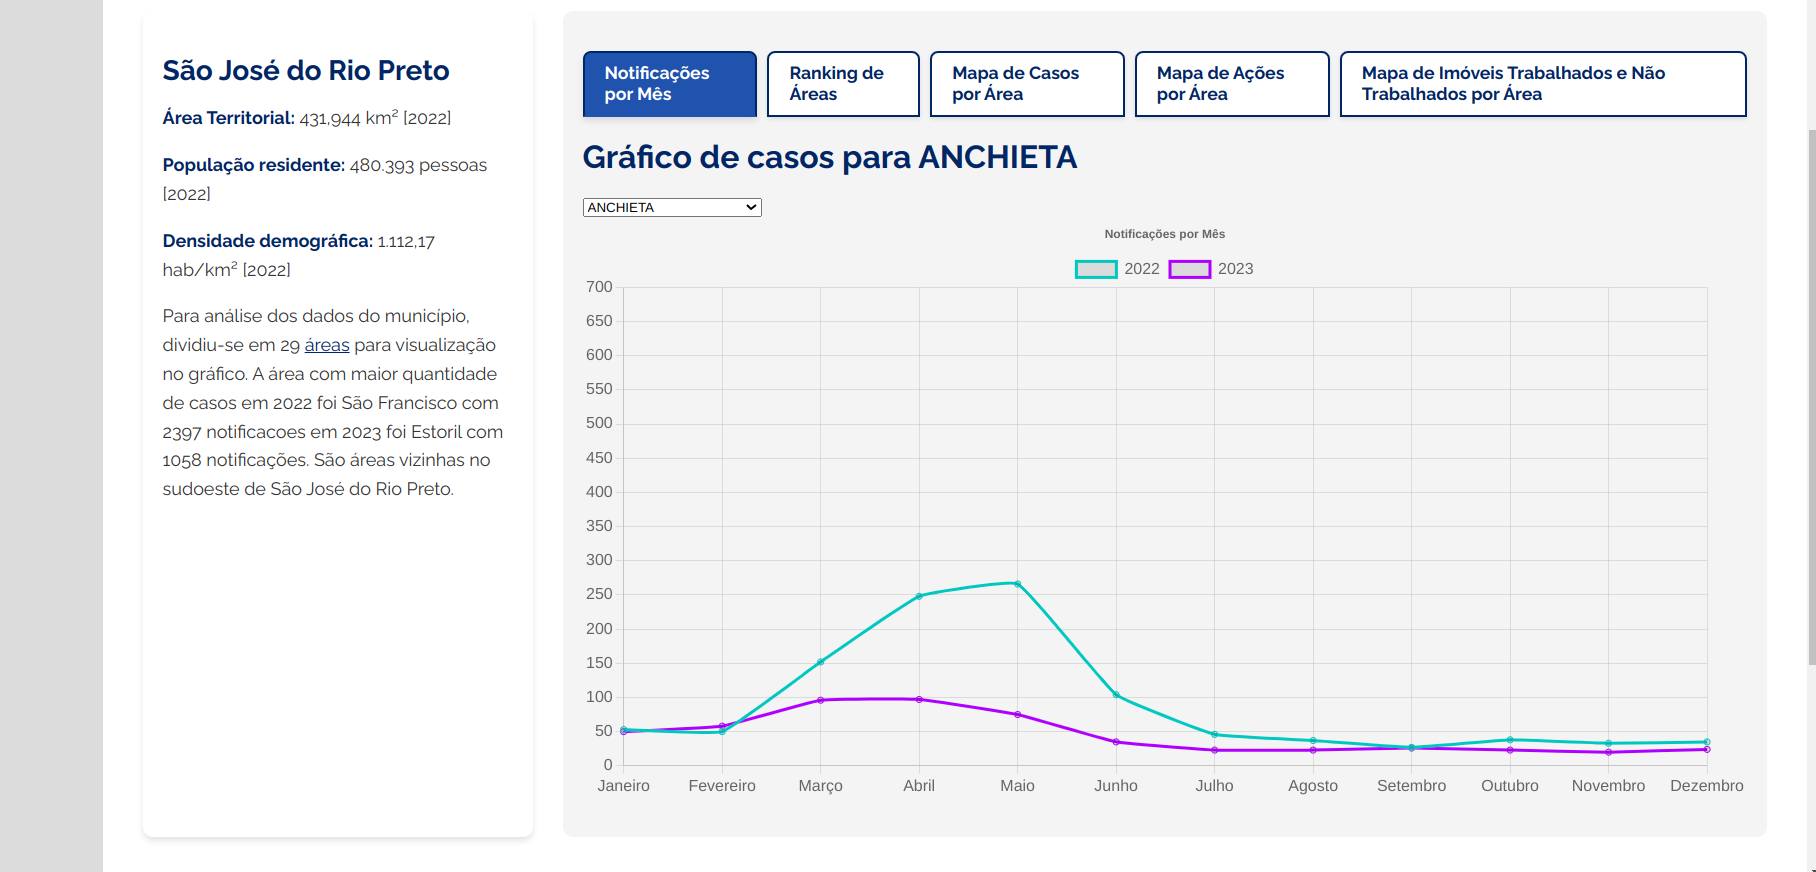 São José do Rio Preto
Área Territorial: 431,944 km² [2022]
População residente: 480.393 pessoas
[2022]
Densidade demográfica: 1.112,17
hab/km² [2022]
Para análise dos dados do município,
dividiu-se em 29 áreas para visualização
no gráfico. A área com maior quantidade
de casos em 2022 foi São Francisco com
2397 notificacoes em 2023 foi Estoril com
1058 notificações. São áreas vizinhas no
sudoeste de São José do Rio Preto.
Notificações
por Mês
Ranking de
Áreas
Mapa de Casos
por Área
Mapa de Ações
por Área
Mapa de Imóveis Trabalhados e Não
Trabalhados por Área
Gráfico de casos para ANCHIETA
ANCHIETA
Notificações por Mês
2022 2023
700
650
600
550
500
450
400
350
300
250
200
150
100
50
0
Janeiro Fevereiro Março Abril Maio Junho Julho Agosto Setembro Outubro Novembro Dezembro